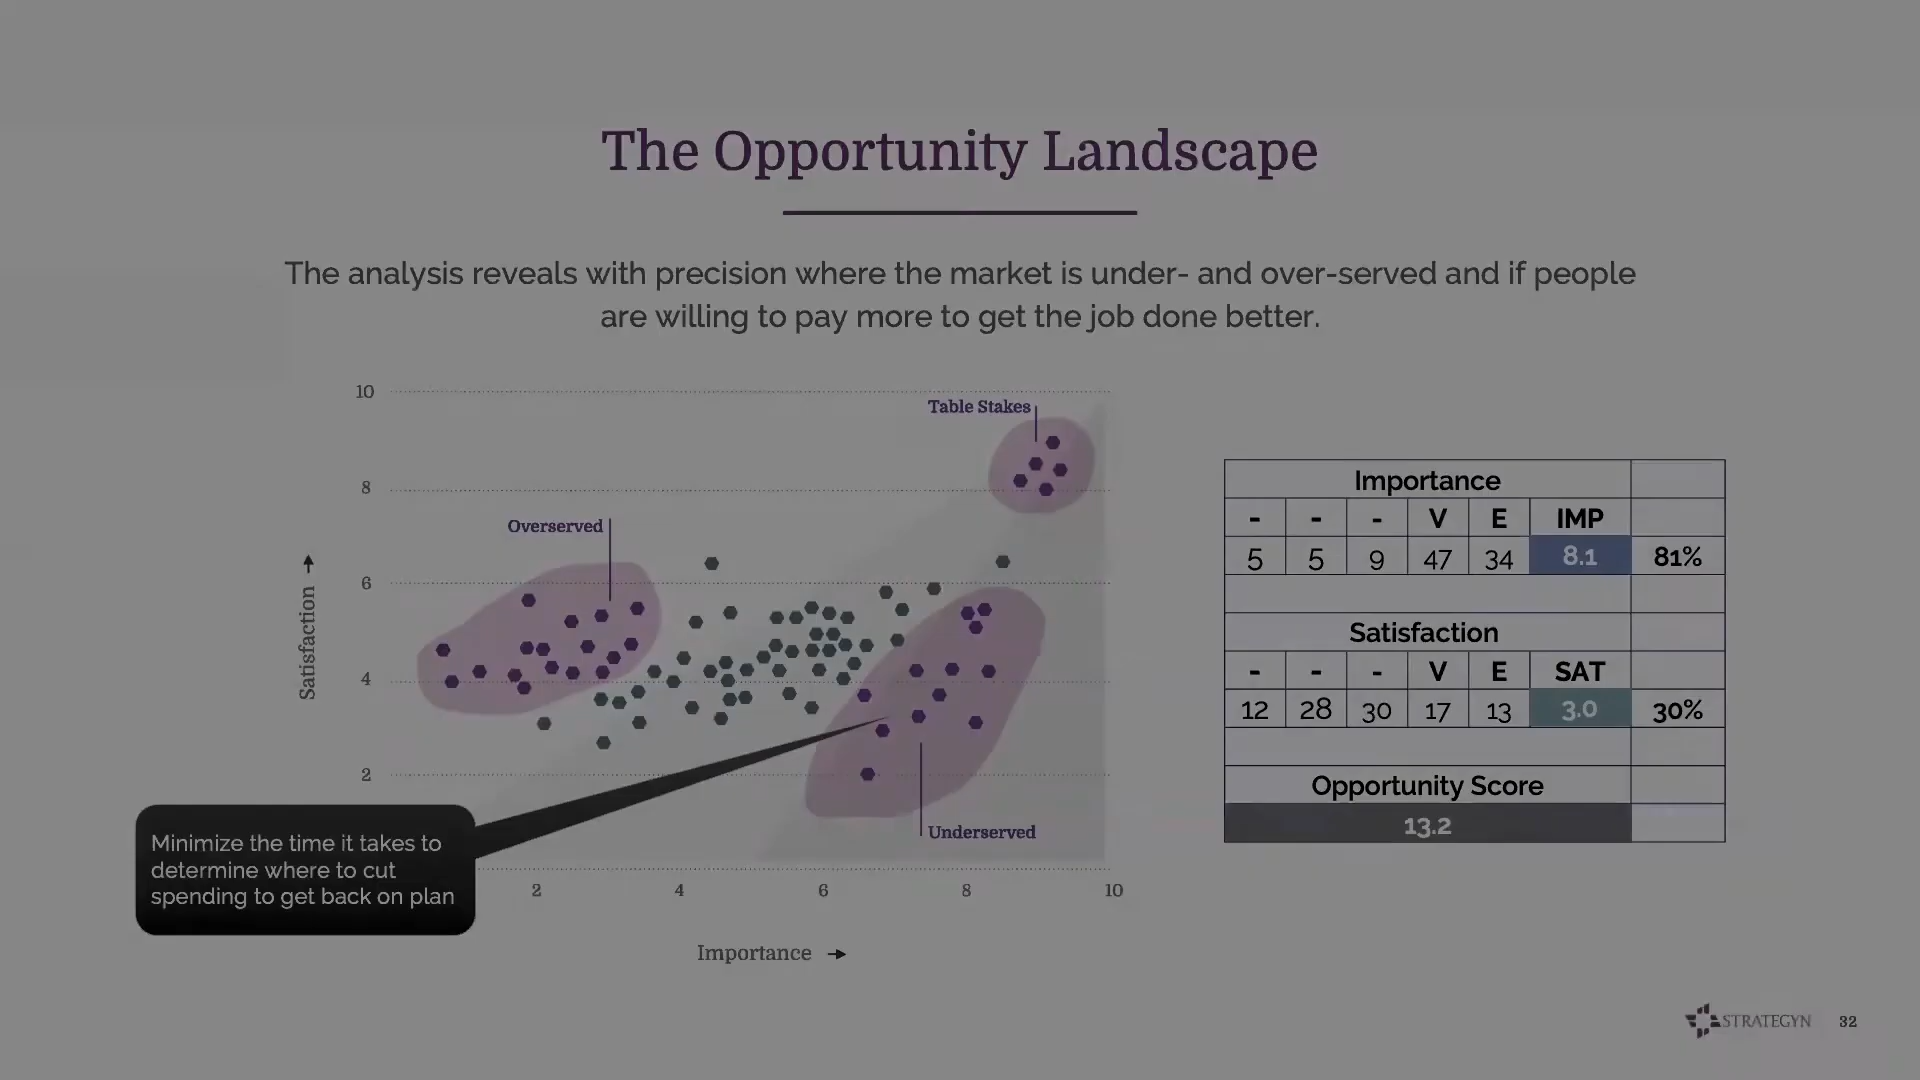 The Opportunity Landscape
The analysis reveals with precision where the market is under- and over-served and if people
are willing to pay more to get the job done better.
10
8
6
4
2
Satisfaction
Table Stakes
Overserved
Underserved
Minimize the time it takes to
determine where to cut
spending to get back on plan
2 4 6 8 10
Importance
Importance
- - - V E IMP
5 5 9 47 34 8.1 81%
Satisfaction
- - - V E SAT
12 28 30 17 13 3.0 30%
Opportunity Score
13.2
STRATEGYN 32